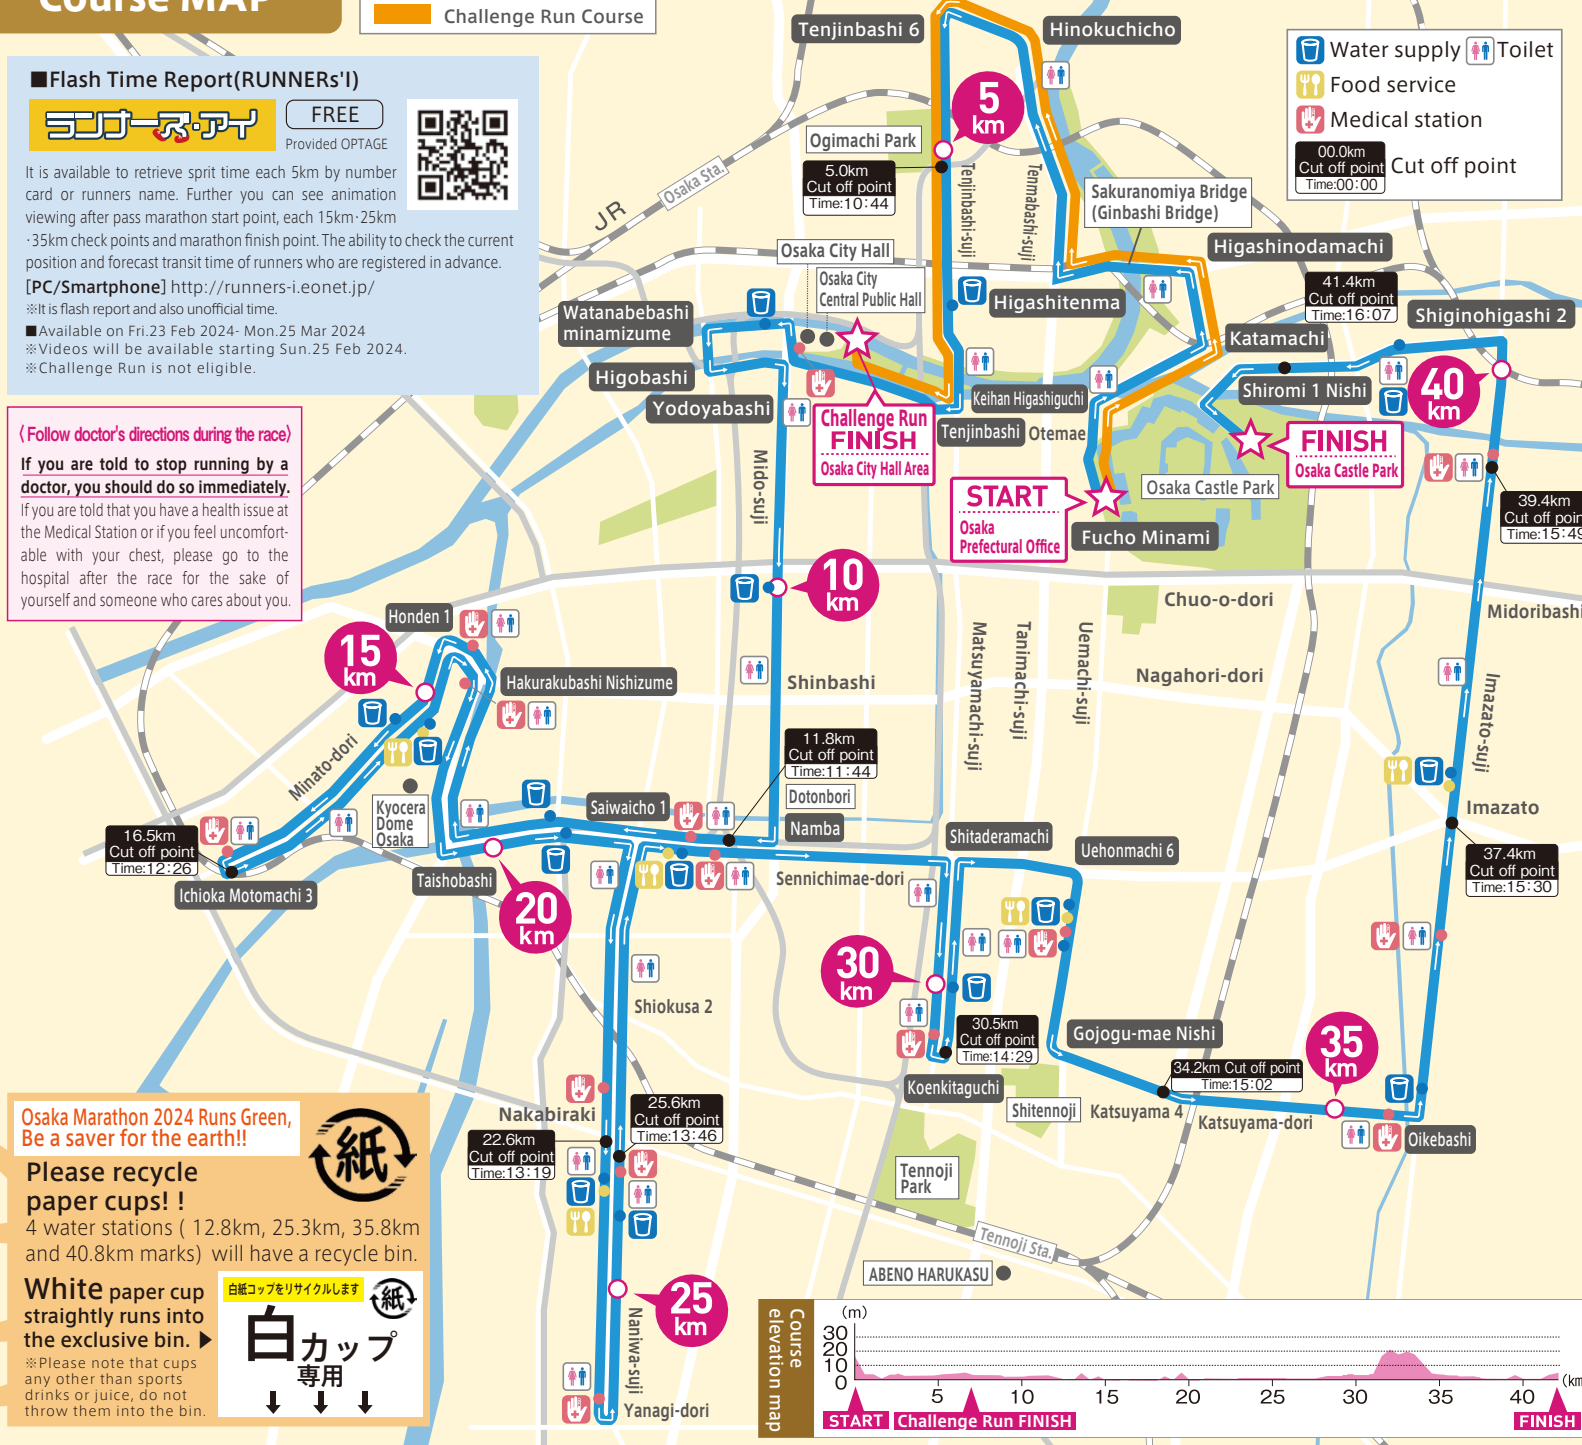 Course MAP
Challenge Run Course
■Flash Time Report(RUNNERs'I)
ランナーズ・アイ
FREE
Provided OPTAGE
It is available to retrieve sprit time each 5km by number
card or runners name. Further you can see animation
viewing after pass marathon start point, each 15km･25km
･35km check points and marathon finish point. The ability to check the current
position and forecast transit time of runners who are registered in advance.
[PC/Smartphone] http://runners-i.eonet.jp/
※It is flash report and also unofficial time.
■Available on Fri.23 Feb 2024- Mon.25 Mar 2024
※Videos will be available starting Sun.25 Feb 2024.
※Challenge Run is not eligible.
〈Follow doctor's directions during the race〉
If you are told to stop running by a
doctor, you should do so immediately.
If you are told that you have a health issue at
the Medical Station or if you feel uncomfort-
able with your chest, please go to the
hospital after the race for the sake of
yourself and someone who cares about you.
Water supply
Toilet
Food service
Medical station
00.0km
Cut off point
Time:00:00
Cut off point
Tenjinbashi 6
Hinokuchicho
5
km
Ogimachi Park
5.0km
Cut off point
Time:10:44
Tenjinbashi-suji
Tenmabashi-suji
Sakuranomiya Bridge
(Ginbashi Bridge)
JR
Osaka Sta.
Osaka City Hall
Osaka City
Central Public Hall
Higashinodamachi
Higashitenma
41.4km
Cut off point
Time:16:07
Shiginohigashi 2
Watanabebashi
minamizume
Katamachi
Higobashi
Shiromi 1 Nishi
40
km
Yodoyabashi
Keihan Higashiguchi
Challenge Run
FINISH
Osaka City Hall Area
Tenjinbashi
Otemae
FINISH
Osaka Castle Park
Osaka Castle Park
START
Osaka
Prefectural Office
Fucho Minami
39.4km
Cut off poin
Time:15:49
Mido-suji
10
km
Chuo-o-dori
Midoribashi
Honden 1
15
km
Hakurakubashi Nishizume
Shinbashi
Matsuyamachi-suji
Tanimachi-suji
Uemachi-suji
Nagahori-dori
Imazato-suji
Minato-dori
11.8km
Cut off point
Time:11:44
Dotonbori
Namba
Kyocera
Dome
Osaka
Saiwaicho 1
Imazato
16.5km
Cut off point
Time:12:26
Shitaderamachi
Uehonmachi 6
37.4km
Cut off point
Time:15:30
Ichioka Motomachi 3
Taishobashi
Sennichimae-dori
20
km
30
km
Shiokusa 2
30.5km
Cut off point
Time:14:29
Gojogu-mae Nishi
35
km
Koenkitaguchi
34.2km Cut off point
Time:15:02
Nakabiraki
25.6km
Cut off point
Time:13:46
Shitennoji
Katsuyama 4
Katsuyama-dori
Oikebashi
22.6km
Cut off point
Time:13:19
Tennoji
Park
Tennoji Sta.
ABENO HARUKASU
25
km
Naniwa-suji
Yanagi-dori
Osaka Marathon 2024 Runs Green,
Be a saver for the earth!!
紙
Please recycle
paper cups! !
4 water stations ( 12.8km, 25.3km, 35.8km
and 40.8km marks) will have a recycle bin.
White paper cup
straightly runs into
the exclusive bin. ▶
※Please note that cups
any other than sports
drinks or juice, do not
throw them into the bin.
白紙コップをリサイクルします
紙
白カップ
専用
Course
elevation map
(m)
30
20
10
0
5
10
15
20
25
30
35
40
(km
START
Challenge Run FINISH
FINISH